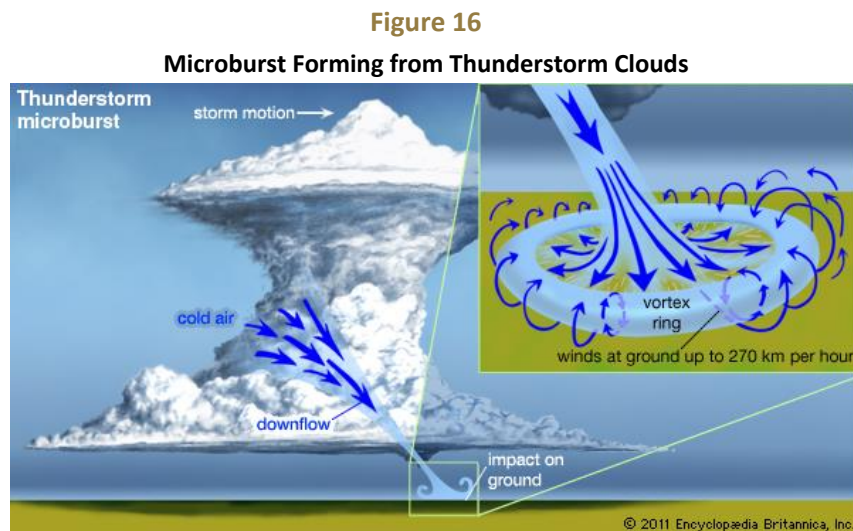 Figure 16
Microburst Forming from Thunderstorm Clouds
Thunderstorm
microburst
storm motion
cold air
downflow
impact on
ground
vortex
ring
winds at ground up to 270 km per hour
© 2011 Encyclopædia Britannica, Inc.